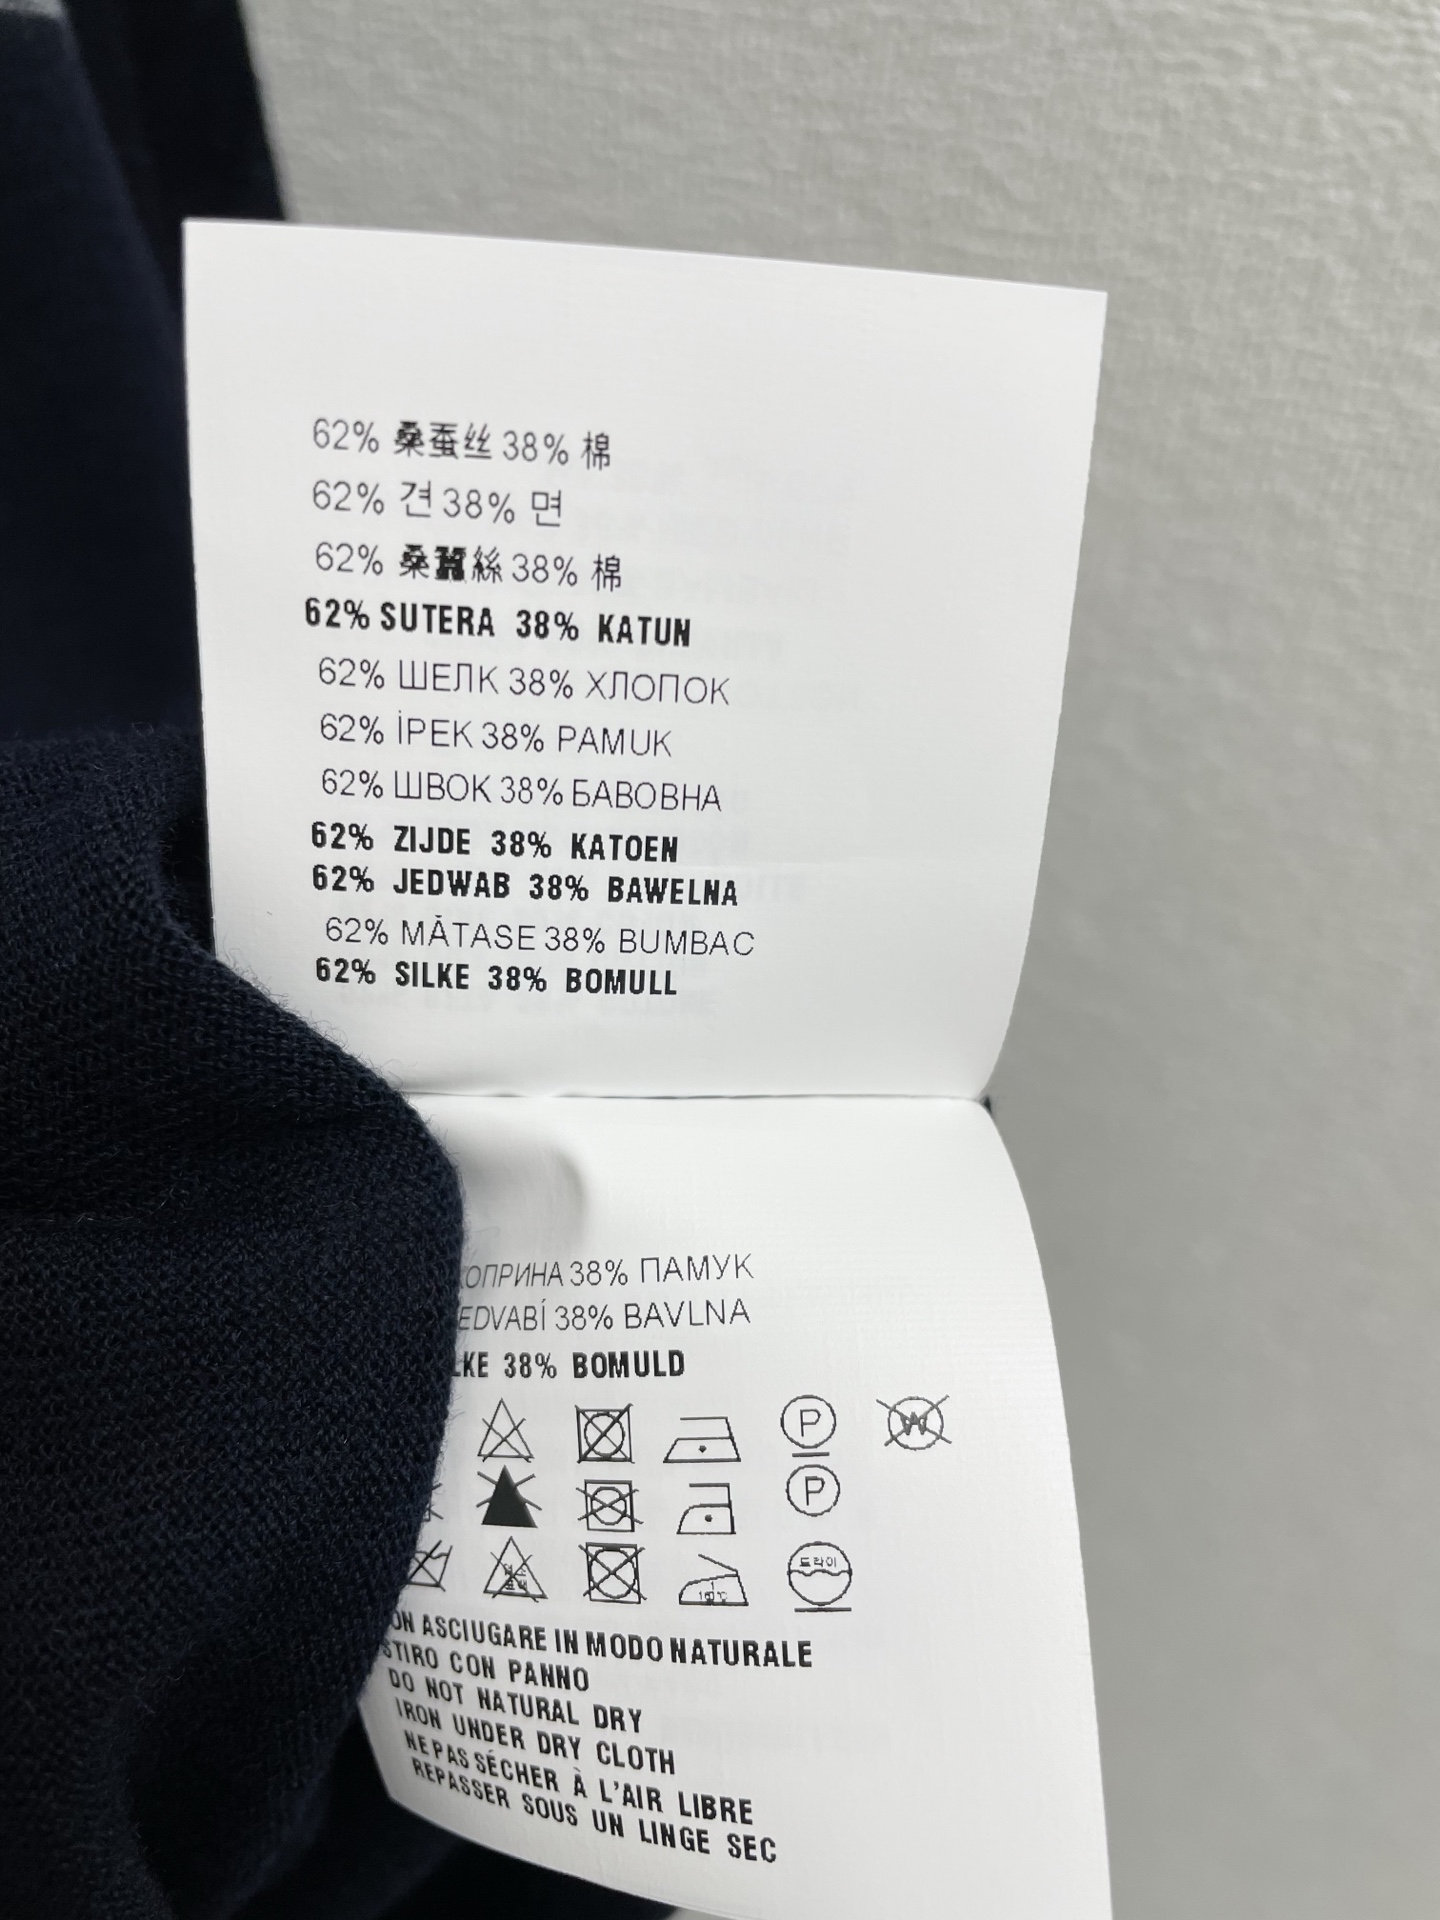 62% 桑蚕丝 38% 棉
62% 견 38% 면
62% 桑蠶絲 38% 棉
62% SUTERA 38% KATUN
62% ШЕЛК 38% ХЛОПОК
62% İPEK 38% PAMUK
62% ШВОК 38% БАВОВНА
62% ZIJDE 38% KATOEN
62% JEDWAB 38% BAWELNA
62% MĂTASE 38% BUMBAC
62% SILKE 38% BOMULL
КОПРИНА 38% ПАМУК
EDVABÍ 38% BAVLNA
LKE 38% BOMULD
P W
P
드라이
ON ASCIUGARE IN MODO NATURALE
STIRO CON PANNO
DO NOT NATURAL DRY
IRON UNDER DRY CLOTH
NE PAS SÉCHER À L'AIR LIBRE
REPASSER SOUS UN LINGE SEC